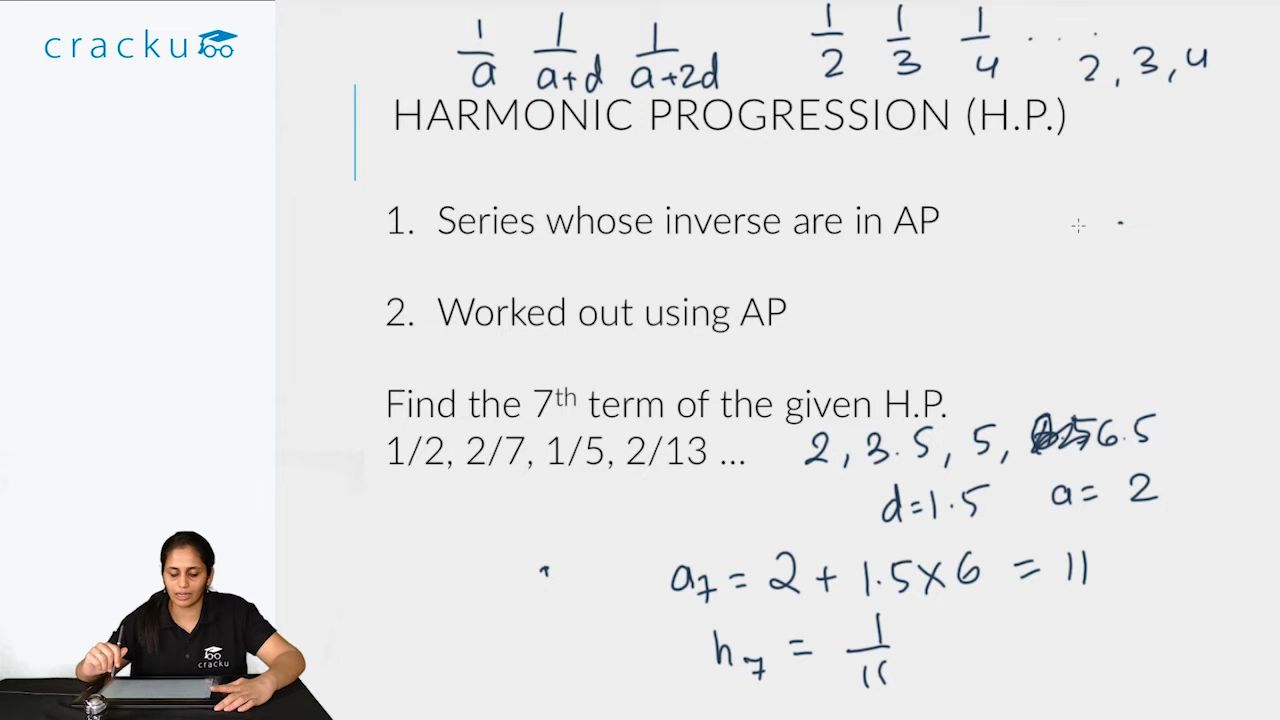 cracku
1/a 1/(a+d) 1/(a+2d) 1/2 1/3 1/4 . . . 2, 3, 4
HARMONIC PROGRESSION (H.P.)
1. Series whose inverse are in AP
2. Worked out using AP
Find the 7th term of the given H.P.
1/2, 2/7, 1/5, 2/13 ...
2, 3.5, 5, 6.5
d=1.5 a= 2
a7 = 2 + 1.5×6 = 11
h7 = 1/11
cracku